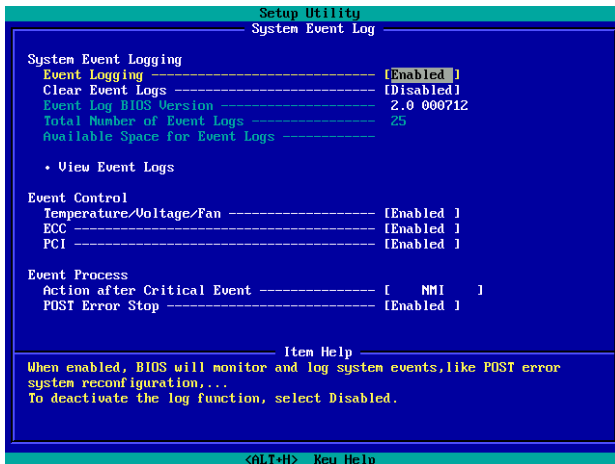 Setup Utility
System Event Log
System Event Logging
Event Logging ---------------------------- [Enabled ]
Clear Event Logs ------------------------- [Disabled]
Event Log BIOS Version ------------------- 2.0 000712
Total Number of Event Logs --------------- 25
Available Space for Event Logs -----------
• View Event Logs
Event Control
Temperature/Voltage/Fan ------------------ [Enabled ]
ECC -------------------------------------- [Enabled ]
PCI -------------------------------------- [Enabled ]
Event Process
Action after Critical Event -------------- [ NMI ]
POST Error Stop -------------------------- [Enabled ]
Item Help
When enabled, BIOS will monitor and log system events,like POST error
system reconfiguration,...
To deactivate the log function, select Disabled.
<ALT+H> Key Help